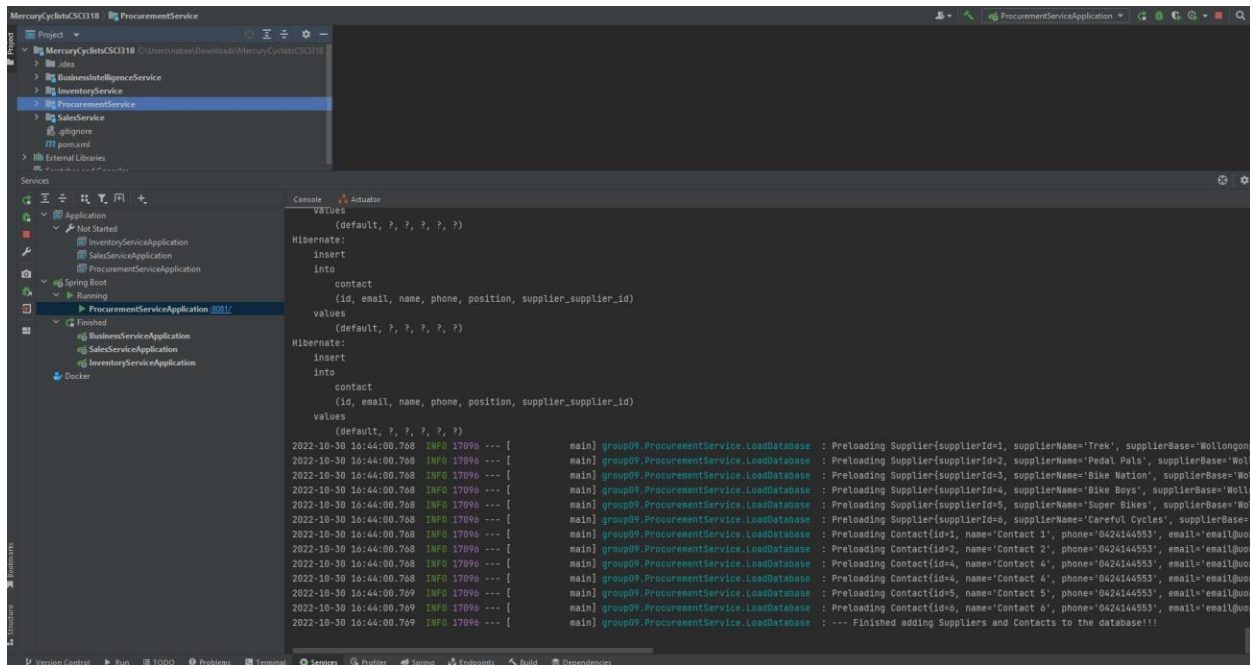 MercuryCyclistsCSCI318 ProcurementService
ProcurementServiceApplication
Project
MercuryCyclistsCSCI318 C:\Users\nabee\Downloads\MercuryCyclistsCSCI318
.idea
BusinessIntelligenceService
InventoryService
ProcurementService
SalesService
.gitignore
pom.xml
External Libraries
Scratches and Consoles
Services
Application
Not Started
InventoryServiceApplication
SalesServiceApplication
ProcurementServiceApplication
Spring Boot
Running
ProcurementServiceApplication :8081/
Finished
BusinessServiceApplication
SalesServiceApplication
InventoryServiceApplication
Docker
Console Actuator
values
(default, ?, ?, ?, ?, ?)
Hibernate:
insert
into
contact
(id, email, name, phone, position, supplier_supplier_id)
values
(default, ?, ?, ?, ?, ?)
Hibernate:
insert
into
contact
(id, email, name, phone, position, supplier_supplier_id)
values
(default, ?, ?, ?, ?, ?)
2022-10-30 16:44:00.768 INFO 17096 --- [ main] group09.ProcurementService.LoadDatabase : Preloading Supplier{supplierId=1, supplierName='Trek', supplierBase='Wollongon
2022-10-30 16:44:00.768 INFO 17096 --- [ main] group09.ProcurementService.LoadDatabase : Preloading Supplier{supplierId=2, supplierName='Pedal Pals', supplierBase='Wol
2022-10-30 16:44:00.768 INFO 17096 --- [ main] group09.ProcurementService.LoadDatabase : Preloading Supplier{supplierId=3, supplierName='Bike Nation', supplierBase='Wo
2022-10-30 16:44:00.768 INFO 17096 --- [ main] group09.ProcurementService.LoadDatabase : Preloading Supplier{supplierId=4, supplierName='Bike Boys', supplierBase='Woll
2022-10-30 16:44:00.768 INFO 17096 --- [ main] group09.ProcurementService.LoadDatabase : Preloading Supplier{supplierId=5, supplierName='Super Bikes', supplierBase='Wo
2022-10-30 16:44:00.768 INFO 17096 --- [ main] group09.ProcurementService.LoadDatabase : Preloading Supplier{supplierId=6, supplierName='Careful Cycles', supplierBase=
2022-10-30 16:44:00.768 INFO 17096 --- [ main] group09.ProcurementService.LoadDatabase : Preloading Contact{id=1, name='Contact 1', phone='0424144553', email='email@uo
2022-10-30 16:44:00.768 INFO 17096 --- [ main] group09.ProcurementService.LoadDatabase : Preloading Contact{id=2, name='Contact 2', phone='0424144553', email='email@uo
2022-10-30 16:44:00.768 INFO 17096 --- [ main] group09.ProcurementService.LoadDatabase : Preloading Contact{id=4, name='Contact 4', phone='0424144553', email='email@uo
2022-10-30 16:44:00.768 INFO 17096 --- [ main] group09.ProcurementService.LoadDatabase : Preloading Contact{id=4, name='Contact 4', phone='0424144553', email='email@uo
2022-10-30 16:44:00.769 INFO 17096 --- [ main] group09.ProcurementService.LoadDatabase : Preloading Contact{id=5, name='Contact 5', phone='0424144553', email='email@uo
2022-10-30 16:44:00.769 INFO 17096 --- [ main] group09.ProcurementService.LoadDatabase : Preloading Contact{id=6, name='Contact 6', phone='0424144553', email='email@uo
2022-10-30 16:44:00.769 INFO 17096 --- [ main] group09.ProcurementService.LoadDatabase : --- Finished adding Suppliers and Contacts to the database!!!
Project
Bookmarks
Structure
Version Control Run TODO Problems Terminal Services Profiler Spring Endpoints Build Dependencies